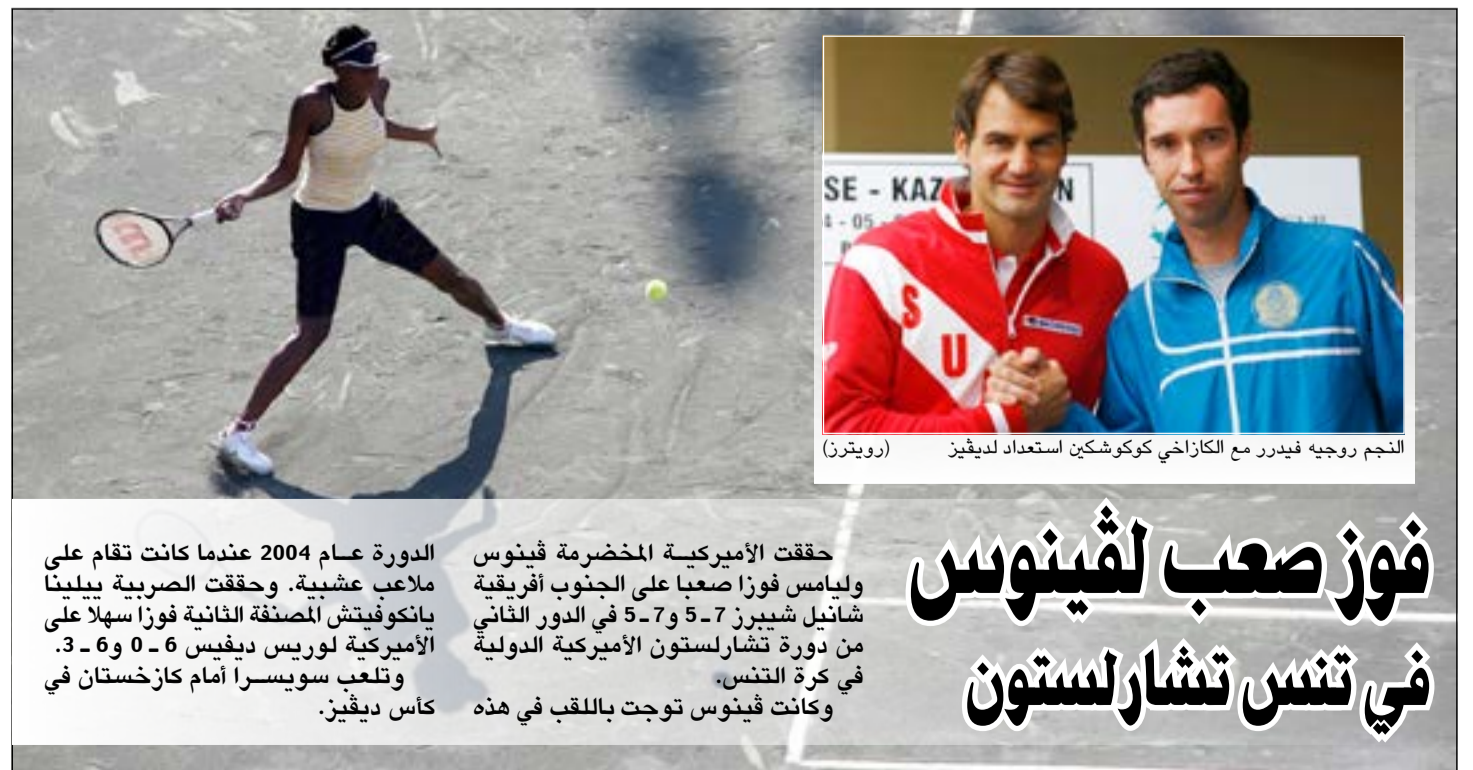 SE - KAZ N
النجم روجيه فيدرر مع الكازاخي كوكوشكين استعداد لديڤيز (رويترز)
S
U
فوز صعب لڤينوس
في تنس تشارلستون
حققت الأميركية المخضرمة ڤينوس
وليامس فوزا صعبا على الجنوب أفريقية
شانيل شيبرز 7 ـ 5 و7 ـ 5 في الدور الثاني
من دورة تشارلستون الأميركية الدولية
في كرة التنس.
وكانت ڤينوس توجت باللقب في هذه
الدورة عام 2004 عندما كانت تقام على
ملاعب عشبية. وحققت الصربية ييلينا
يانكوفيتش المصنفة الثانية فوزا سهلا على
الأميركية لوريس ديفيس 6 ـ 0 و6 ـ 3.
وتلعب سويسرا أمام كازخستان في
كأس ديڤيز.